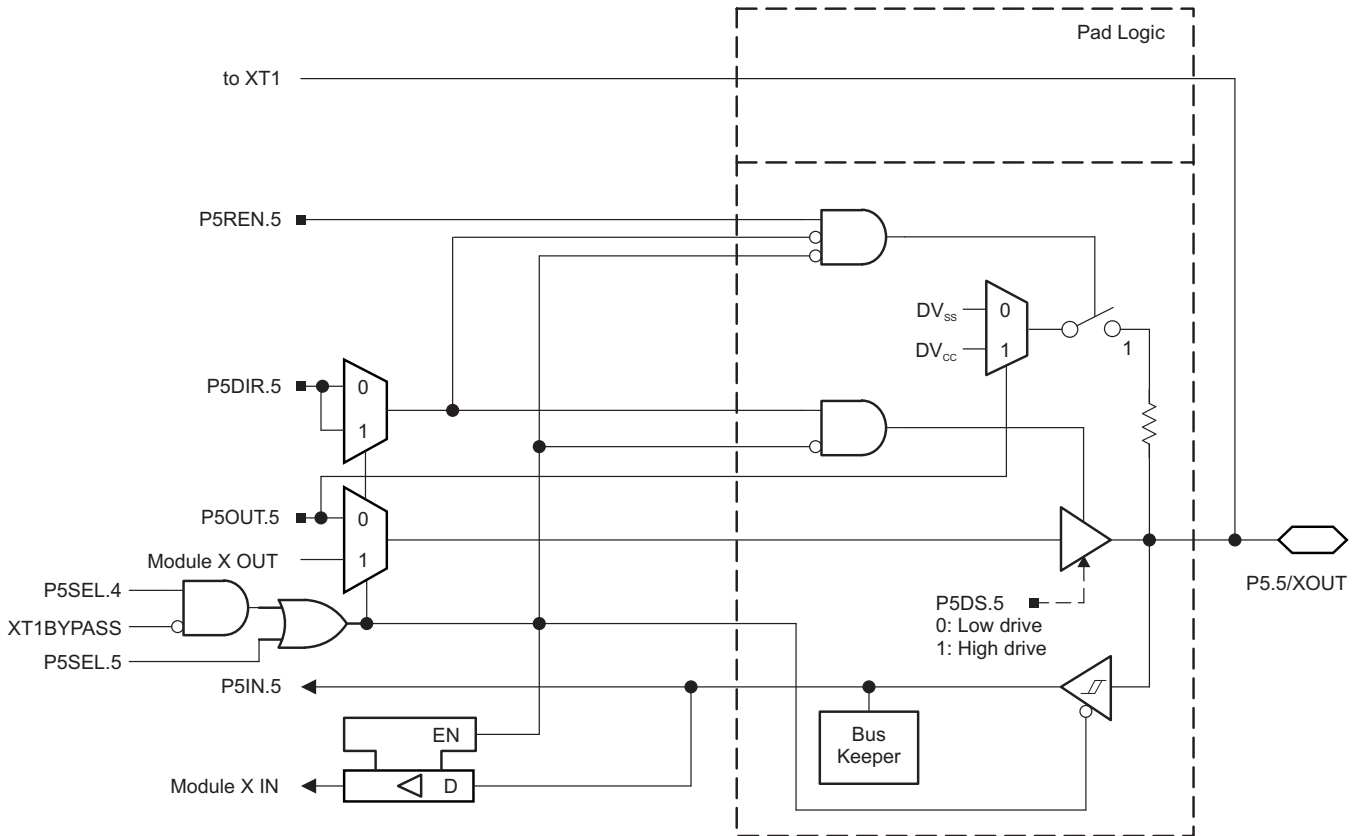 Pad Logic
to XT1
P5REN.5
DVSS
0
DVCC
1
1
P5DIR.5
0
1
P5OUT.5
0
Module X OUT
1
P5SEL.4
XT1BYPASS
P5SEL.5
P5DS.5
0: Low drive
1: High drive
P5.5/XOUT
P5IN.5
Bus
Keeper
EN
Module X IN
D